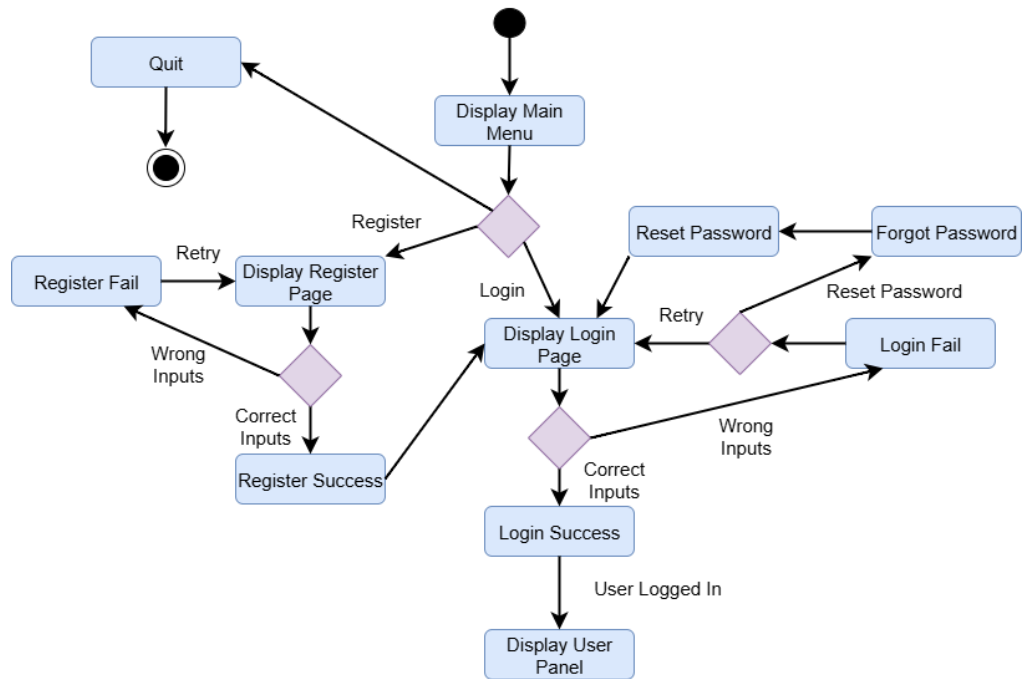 Quit
Display Main
Menu
Register
Reset Password
Forgot Password
Retry
Display Register
Page
Register Fail
Login
Reset Password
Retry
Display Login
Page
Login Fail
Wrong
Inputs
Correct
Inputs
Wrong
Inputs
Register Success
Correct
Inputs
Login Success
User Logged In
Display User
Panel